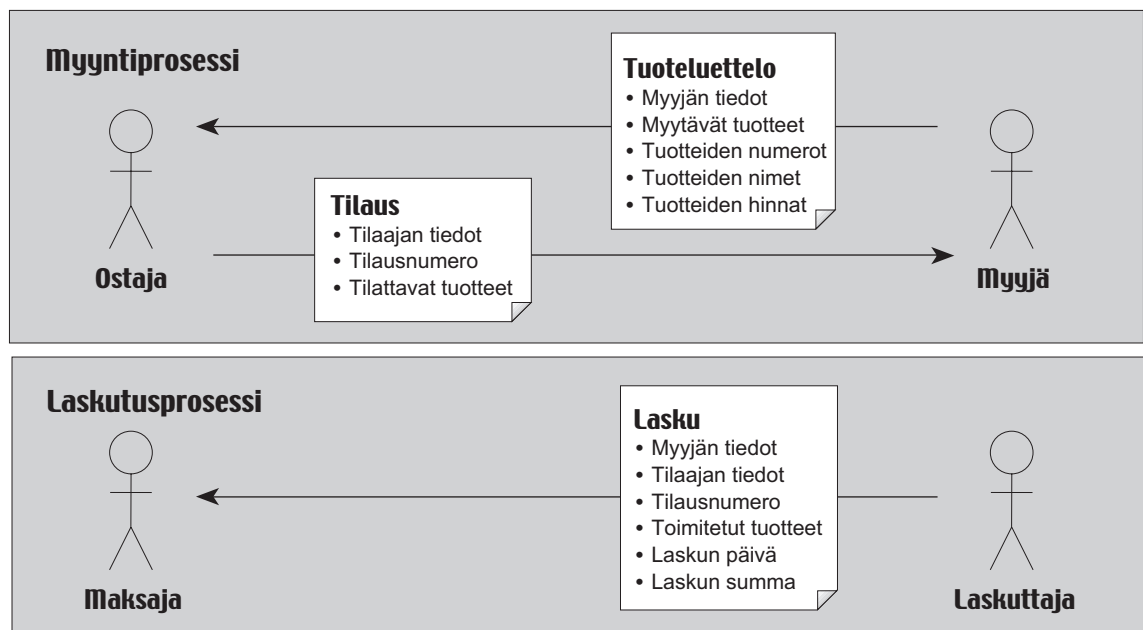 Myyntiprosessi
Tuoteluettelo
• Myyjän tiedot
• Myytävät tuotteet
• Tuotteiden numerot
• Tuotteiden nimet
• Tuotteiden hinnat
Tilaus
• Tilaajan tiedot
• Tilausnumero
• Tilattavat tuotteet
Ostaja
Myyjä
Laskutusprosessi
Lasku
• Myyjän tiedot
• Tilaajan tiedot
• Tilausnumero
• Toimitetut tuotteet
• Laskun päivä
• Laskun summa
Maksaja
Laskuttaja